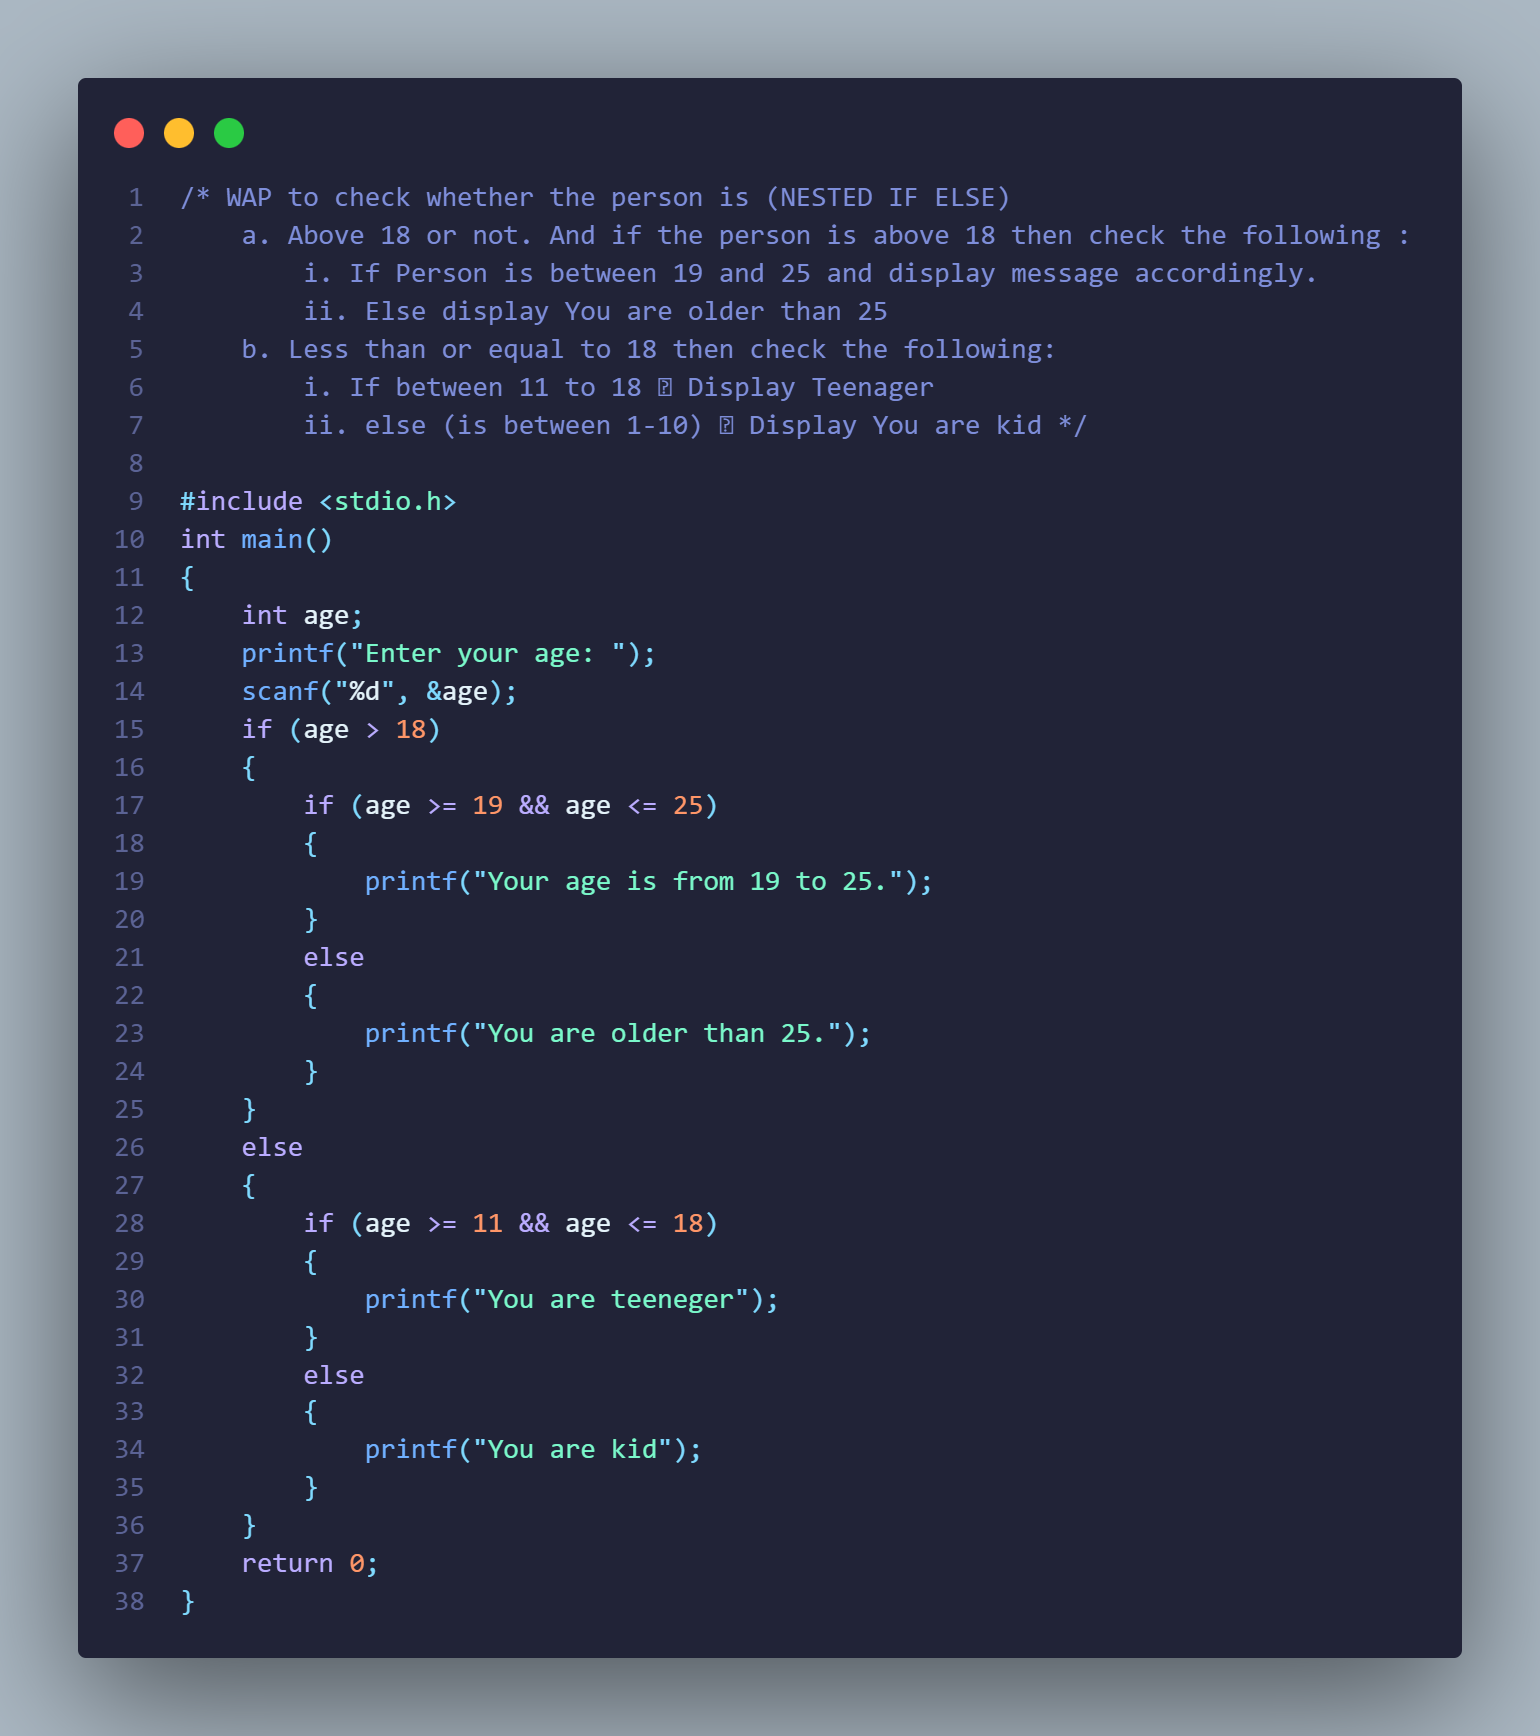 1 /* WAP to check whether the person is (NESTED IF ELSE)
2     a. Above 18 or not. And if the person is above 18 then check the following :
3         i. If Person is between 19 and 25 and display message accordingly.
4         ii. Else display You are older than 25
5     b. Less than or equal to 18 then check the following:
6         i. If between 11 to 18 ⍰ Display Teenager
7         ii. else (is between 1-10) ⍰ Display You are kid */
8
9 #include <stdio.h>
10 int main()
11 {
12     int age;
13     printf("Enter your age: ");
14     scanf("%d", &age);
15     if (age > 18)
16     {
17         if (age >= 19 && age <= 25)
18         {
19             printf("Your age is from 19 to 25.");
20         }
21         else
22         {
23             printf("You are older than 25.");
24         }
25     }
26     else
27     {
28         if (age >= 11 && age <= 18)
29         {
30             printf("You are teeneger");
31         }
32         else
33         {
34             printf("You are kid");
35         }
36     }
37     return 0;
38 }